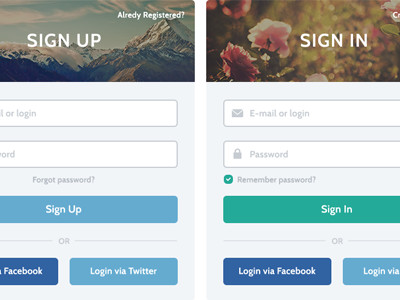 Alredy Registered?
SIGN UP
l or login
word
Forgot password?
Sign Up
OR
Facebook
Login via Twitter
Cr
SIGN IN
E-mail or login
Password
Remember password?
Sign In
OR
Login via Facebook
Login via